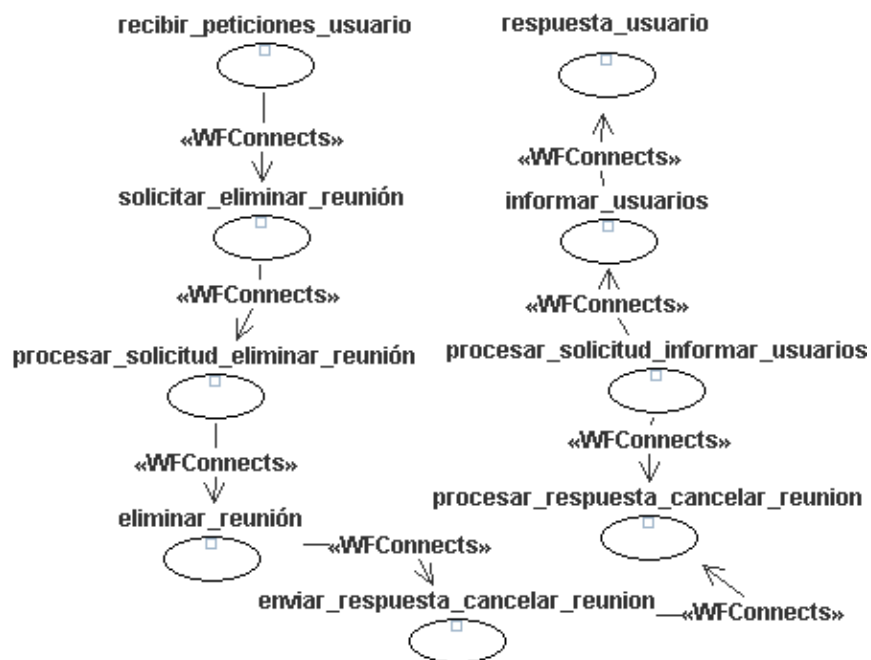 recibir_peticiones_usuario
«WFConnects»
solicitar_eliminar_reunión
«WFConnects»
procesar_solicitud_eliminar_reunión
«WFConnects»
eliminar_reunión
«WFConnects»
enviar_respuesta_cancelar_reunion
«WFConnects»
procesar_respuesta_cancelar_reunion
«WFConnects»
procesar_solicitud_informar_usuarios
«WFConnects»
informar_usuarios
«WFConnects»
respuesta_usuario